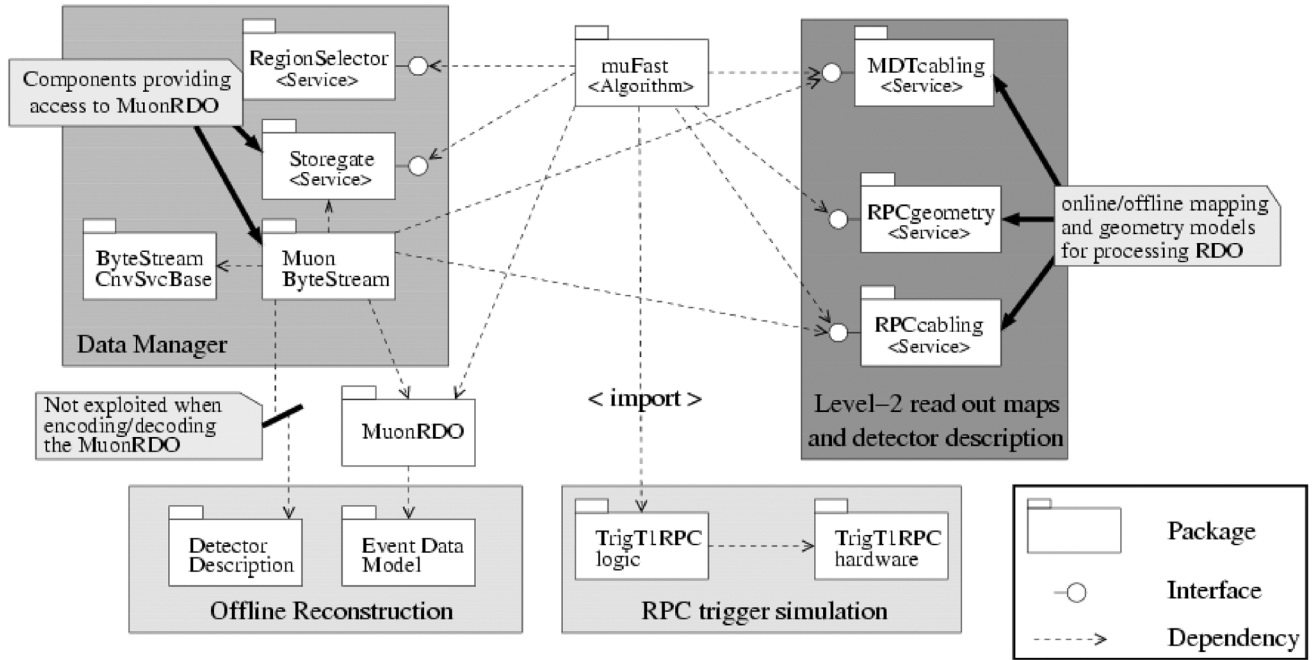 RegionSelector
<Service>
Components providing
access to MuonRDO
Storegate
<Service>
ByteStream
CnvSvcBase
Muon
ByteStream
Data Manager
muFast
<Algorithm>
MDTcabling
<Service>
RPCgeometry
<Service>
RPCcabling
<Service>
online/offline mapping
and geometry models
for processing RDO
Level–2 read out maps
and detector description
Not exploited when
encoding/decoding
the MuonRDO
MuonRDO
< import >
Detector
Description
Event Data
Model
Offline Reconstruction
TrigT1RPC
logic
TrigT1RPC
hardware
RPC trigger simulation
Package
Interface
Dependency